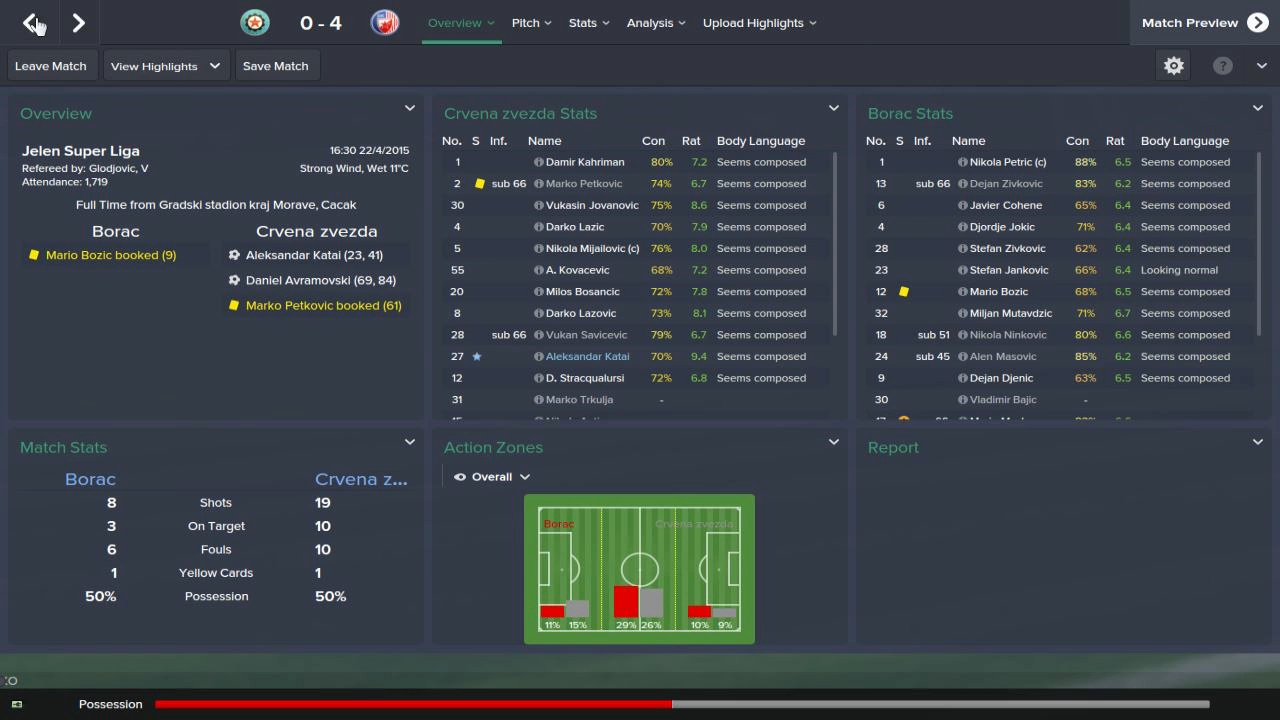 0 - 4
Overview
Pitch
Stats
Analysis
Upload Highlights
Match Preview
Leave Match
View Highlights
Save Match
?
Overview
Jelen Super Liga 16:30 22/4/2015
Refereed by: Glodjovic, V Strong Wind, Wet 11°C
Attendance: 1,719
Full Time from Gradski stadion kraj Morave, Cacak
Borac Crvena zvezda
Mario Bozic booked (9) Aleksandar Katai (23, 41)
Daniel Avramovski (69, 84)
Marko Petkovic booked (61)
Crvena zvezda Stats
No. S Inf. Name Con Rat Body Language
1 Damir Kahriman 80% 7.2 Seems composed
2 sub 66 Marko Petkovic 74% 6.7 Seems composed
30 Vukasin Jovanovic 75% 8.6 Seems composed
4 Darko Lazic 70% 7.9 Seems composed
5 Nikola Mijailovic (c) 76% 8.0 Seems composed
55 A. Kovacevic 68% 7.2 Seems composed
20 Milos Bosancic 72% 7.8 Seems composed
8 Darko Lazovic 73% 8.1 Seems composed
28 sub 66 Vukan Savicevic 79% 6.7 Seems composed
27 Aleksandar Katai 70% 9.4 Seems composed
12 D. Stracqualursi 72% 6.8 Seems composed
31 Marko Trkulja -
Borac Stats
No. S Inf. Name Con Rat Body Language
1 Nikola Petric (c) 88% 6.5 Seems composed
13 sub 66 Dejan Zivkovic 83% 6.2 Seems composed
6 Javier Cohene 65% 6.4 Seems composed
4 Djordje Jokic 71% 6.4 Seems composed
28 Stefan Zivkovic 62% 6.4 Seems composed
23 Stefan Jankovic 66% 6.4 Looking normal
12 Mario Bozic 68% 6.5 Seems composed
32 Miljan Mutavdzic 71% 6.7 Seems composed
18 sub 51 Nikola Ninkovic 80% 6.6 Seems composed
24 sub 45 Alen Masovic 85% 6.2 Seems composed
9 Dejan Djenic 63% 6.5 Seems composed
30 Vladimir Bajic -
Match Stats
Borac Crvena z...
8 Shots 19
3 On Target 10
6 Fouls 10
1 Yellow Cards 1
50% Possession 50%
Action Zones
Overall
Borac Crvena zvezda
11% 15% 29% 26% 10% 9%
Report
:O
Possession